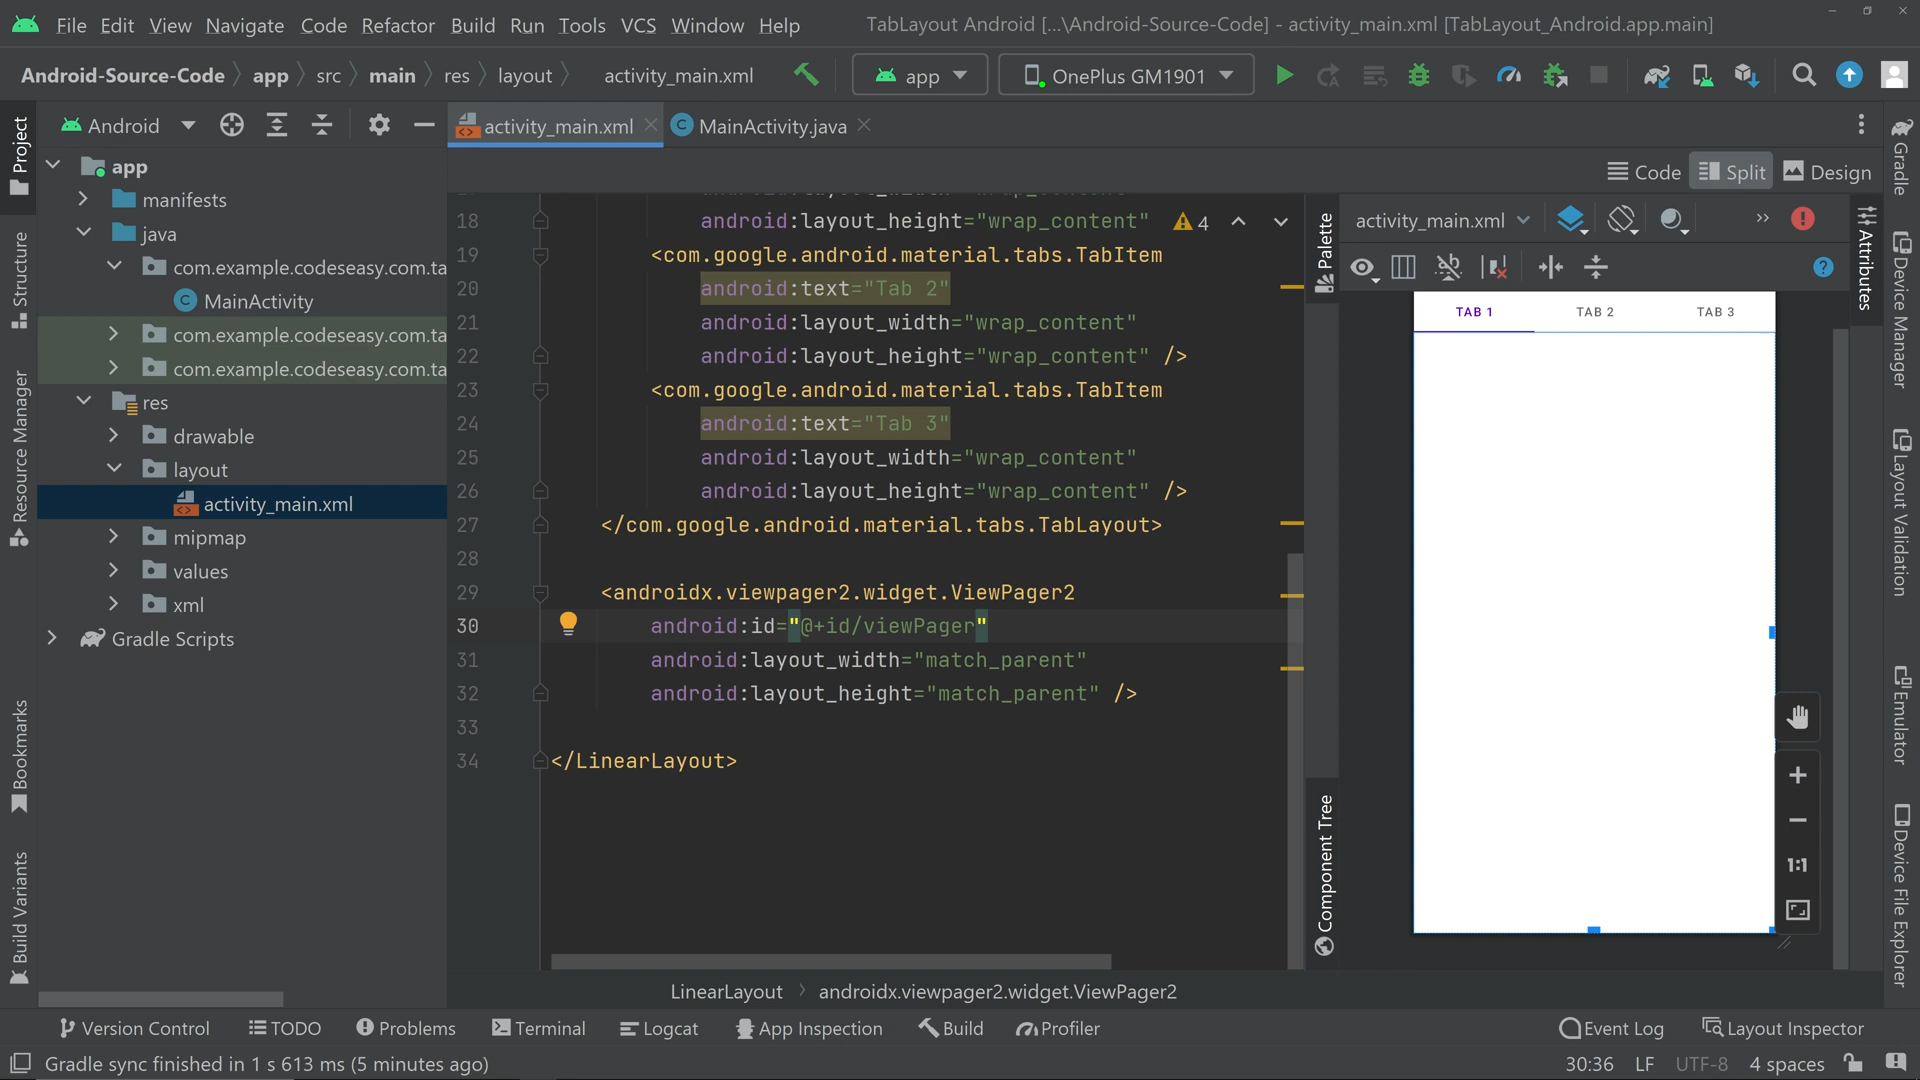 File Edit View Navigate Code Refactor Build Run Tools VCS Window Help TabLayout Android [...\Android-Source-Code] - activity_main.xml [TabLayout_Android.app.main]
Android-Source-Code app src main res layout activity_main.xml app OnePlus GM1901
Project
Structure
Resource Manager
Bookmarks
Build Variants
Android
app
manifests
java
com.example.codeseasy.com.ta
MainActivity
com.example.codeseasy.com.ta
com.example.codeseasy.com.ta
res
drawable
layout
activity_main.xml
mipmap
values
xml
Gradle Scripts
activity_main.xml MainActivity.java
Code Split Design
18 android:layout_height="wrap_content" 4
19 <com.google.android.material.tabs.TabItem
20 android:text="Tab 2"
21 android:layout_width="wrap_content"
22 android:layout_height="wrap_content" />
23 <com.google.android.material.tabs.TabItem
24 android:text="Tab 3"
25 android:layout_width="wrap_content"
26 android:layout_height="wrap_content" />
27 </com.google.android.material.tabs.TabLayout>
28
29 <androidx.viewpager2.widget.ViewPager2
30 android:id="@+id/viewPager"
31 android:layout_width="match_parent"
32 android:layout_height="match_parent" />
33
34 </LinearLayout>
Palette
Component Tree
activity_main.xml
TAB 1 TAB 2 TAB 3
1:1
Attributes
Gradle
Device Manager
Layout Validation
Emulator
Device File Explorer
LinearLayout androidx.viewpager2.widget.ViewPager2
Version Control TODO Problems Terminal Logcat App Inspection Build Profiler Event Log Layout Inspector
Gradle sync finished in 1 s 613 ms (5 minutes ago) 30:36 LF UTF-8 4 spaces